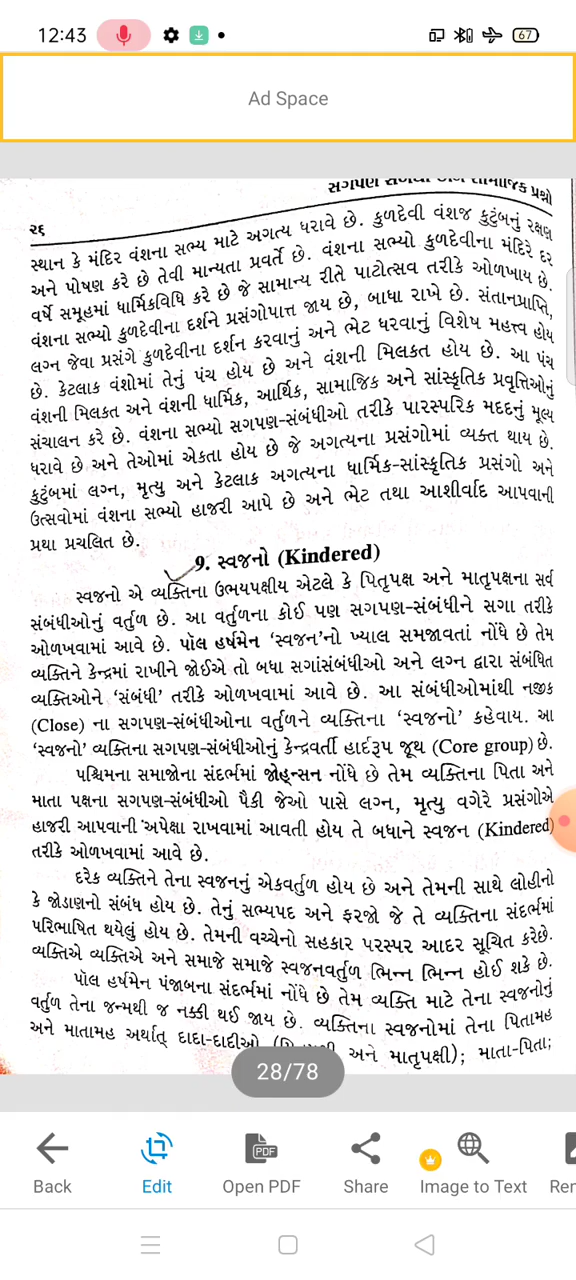 12:43
67
Ad Space
સગપણ સામાજિક પ્રશ્નો
૨૬
સ્થાન કે મંદિર વંશના સભ્ય માટે અગત્ય ધરાવે છે. કુળદેવી વંશજ કુટુંબનું રક્ષણ
અને પોષણ કરે છે તેવી માન્યતા પ્રવર્તે છે. વંશના સભ્યો કુળદેવીના મંદિરે દર
વર્ષે સમૂહમાં ધાર્મિકવિધિ કરે છે જે સામાન્ય રીતે પાટોત્સવ તરીકે ઓળખાય છે.
વંશના સભ્યો કુળદેવીના દર્શને પ્રસંગોપાત્ત જાય છે, બાધા રાખે છે. સંતાનપ્રાપ્તિ,
લગ્ન જેવા પ્રસંગે કુળદેવીના દર્શન કરવાનું અને ભેટ ધરવાનું વિશેષ મહત્ત્વ હોય
છે. કેટલાક વંશોમાં તેનું પંચ હોય છે અને વંશની મિલકત હોય છે. આ પંચ
વંશની મિલકત અને વંશની ધાર્મિક, આર્થિક, સામાજિક અને સાંસ્કૃતિક પ્રવૃત્તિઓનું
સંચાલન કરે છે. વંશના સભ્યો સગપણ-સંબંધીઓ તરીકે પારસ્પરિક મદદનું મૂલ્ય
ધરાવે છે અને તેઓમાં એકતા હોય છે જે અગત્યના પ્રસંગોમાં વ્યક્ત થાય છે.
કુટુંબમાં લગ્ન, મૃત્યુ અને કેટલાક અગત્યના ધાર્મિક-સાંસ્કૃતિક પ્રસંગો અને
ઉત્સવોમાં વંશના સભ્યો હાજરી આપે છે અને ભેટ તથા આશીર્વાદ આપવાની
પ્રથા પ્રચલિત છે.
9. સ્વજનો (Kindered)
સ્વજનો એ વ્યક્તિના ઉભયપક્ષીય એટલે કે પિતૃપક્ષ અને માતૃપક્ષના સર્વ
સંબંધીઓનું વર્તુળ છે. આ વર્તુળના કોઈ પણ સગપણ-સંબંધીને સગા તરીકે
ઓળખવામાં આવે છે. પૉલ હર્ષમેન ‘સ્વજન’નો ખ્યાલ સમજાવતાં નોંધે છે તેમ
વ્યક્તિને કેન્દ્રમાં રાખીને જોઈએ તો બધા સગાંસંબંધીઓ અને લગ્ન દ્વારા સંબંધિત
વ્યક્તિઓને ‘સંબંધી’ તરીકે ઓળખવામાં આવે છે. આ સંબંધીઓમાંથી નજીક
(Close) ના સગપણ-સંબંધીઓના વર્તુળને વ્યક્તિના ‘સ્વજનો’ કહેવાય. આ
‘સ્વજનો’ વ્યક્તિના સગપણ-સંબંધીઓનું કેન્દ્રવર્તી હાર્દરૂપ જૂથ (Core group) છે.
પશ્ચિમના સમાજોના સંદર્ભમાં જોહ્ન્સન નોંધે છે તેમ વ્યક્તિના પિતા અને
માતા પક્ષના સગપણ-સંબંધીઓ પૈકી જેઓ પાસે લગ્ન, મૃત્યુ વગેરે પ્રસંગોએ
હાજરી આપવાની અપેક્ષા રાખવામાં આવતી હોય તે બધાને સ્વજન (Kindered)
તરીકે ઓળખવામાં આવે છે.
દરેક વ્યક્તિને તેના સ્વજનનું એકવર્તુળ હોય છે અને તેમની સાથે લોહીનો
કે જોડાણનો સંબંધ હોય છે. તેનું સભ્યપદ અને ફરજો જે તે વ્યક્તિના સંદર્ભમાં
પરિભાષિત થયેલું હોય છે. તેમની વચ્ચેનો સહકાર પરસ્પર આદર સૂચિત કરેછે.
વ્યક્તિએ વ્યક્તિએ અને સમાજે સમાજે સ્વજનવર્તુળ ભિન્ન ભિન્ન હોઈ શકે છે.
પૉલ હર્ષમેન પંજાબના સંદર્ભમાં નોંધે છે તેમ વ્યક્તિ માટે તેના સ્વજનોનું
વર્તુળ તેના જન્મથી જ નક્કી થઈ જાય છે. વ્યક્તિના સ્વજનોમાં તેના પિતામહ
અને માતામહ અર્થાત્ દાદા-દાદીઓ અને માતૃપક્ષી); માતા-પિતા;
28/78
Back
Edit
PDF
Open PDF
Share
Image to Text